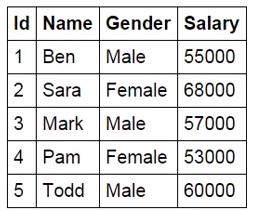 Id Name Gender Salary
1 Ben Male 55000
2 Sara Female 68000
3 Mark Male 57000
4 Pam Female 53000
5 Todd Male 60000